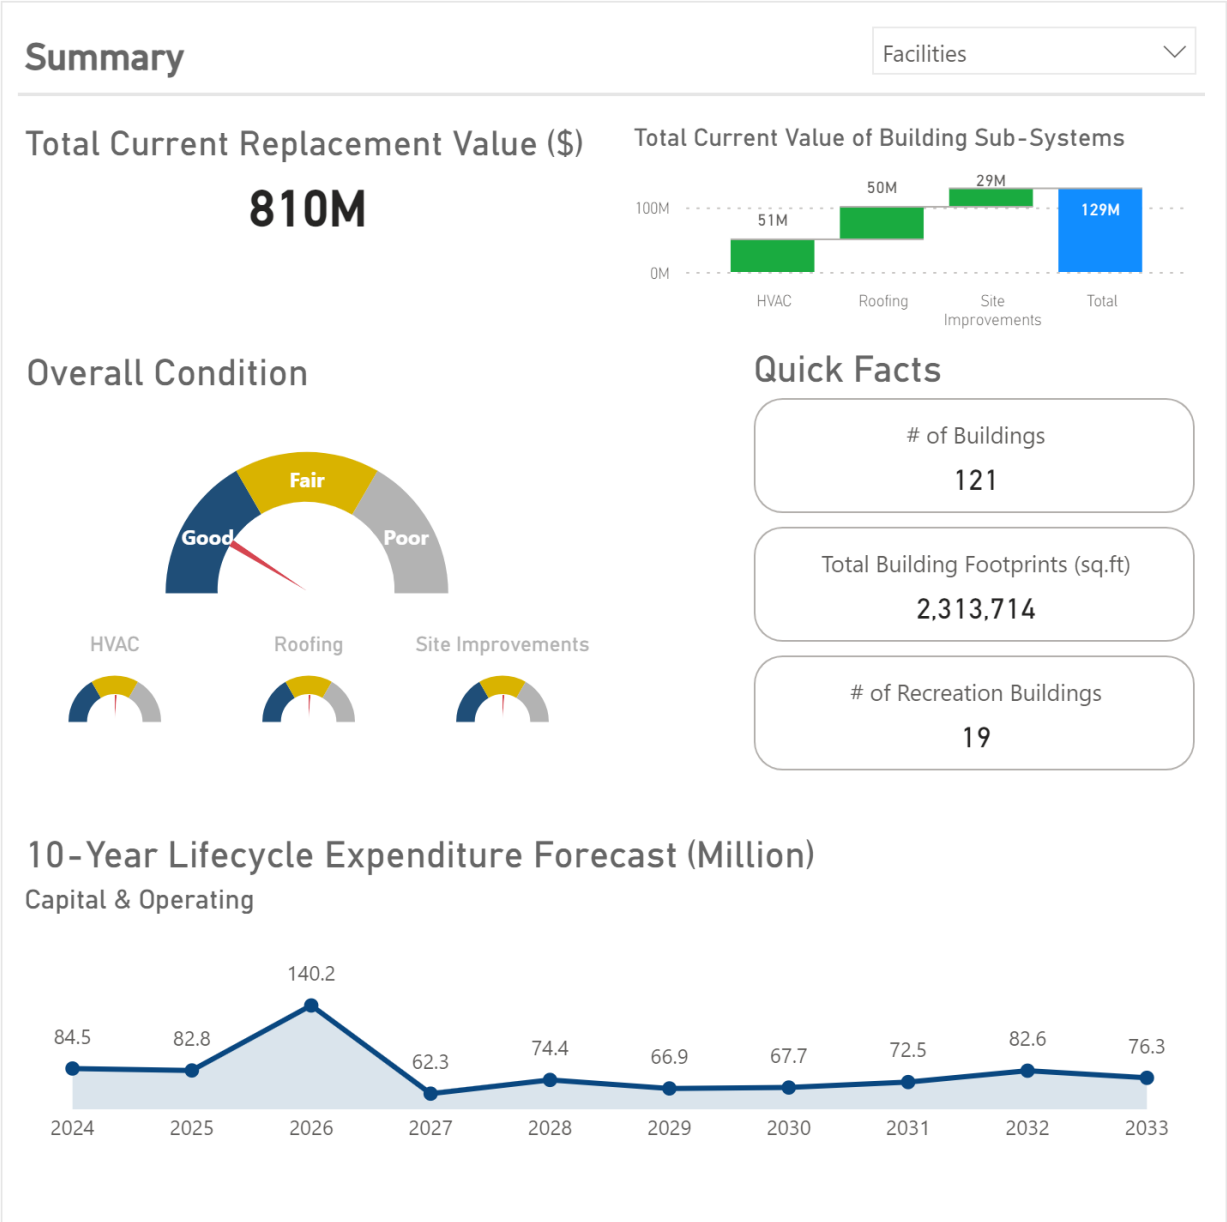 Summary
Facilities
Total Current Replacement Value ($)
810M
Total Current Value of Building Sub-Systems
100M
0M
51M
50M
29M
129M
HVAC
Roofing
Site
Improvements
Total
Overall Condition
Good
Fair
Poor
HVAC
Roofing
Site Improvements
Quick Facts
# of Buildings
121
Total Building Footprints (sq.ft)
2,313,714
# of Recreation Buildings
19
10-Year Lifecycle Expenditure Forecast (Million)
Capital & Operating
84.5
82.8
140.2
62.3
74.4
66.9
67.7
72.5
82.6
76.3
2024
2025
2026
2027
2028
2029
2030
2031
2032
2033